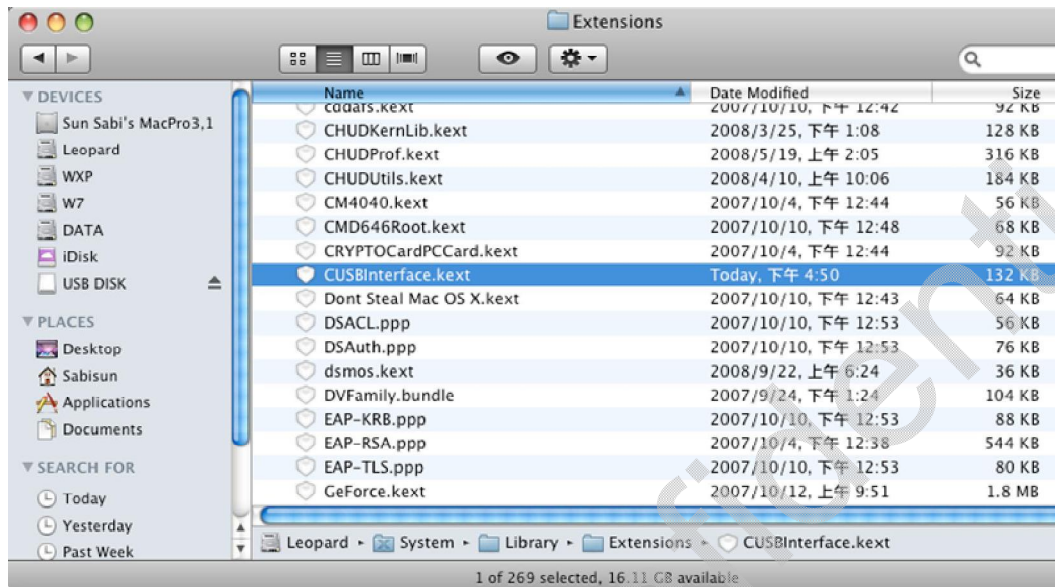 Extensions
DEVICES
Sun Sabi's MacPro3,1
Leopard
WXP
W7
DATA
iDisk
USB DISK
PLACES
Desktop
Sabisun
Applications
Documents
SEARCH FOR
Today
Yesterday
Past Week
Name Date Modified Size
cddafs.kext 2007/10/10, 下午 12:42 92 KB
CHUDKernLib.kext 2008/3/25, 下午 1:08 128 KB
CHUDProf.kext 2008/5/19, 上午 2:05 316 KB
CHUDUtils.kext 2008/4/10, 上午 10:06 184 KB
CM4040.kext 2007/10/4, 下午 12:44 56 KB
CMD646Root.kext 2007/10/10, 下午 12:48 68 KB
CRYPTOCardPCCard.kext 2007/10/4, 下午 12:44 92 KB
CUSBInterface.kext Today, 下午 4:50 132 KB
Dont Steal Mac OS X.kext 2007/10/10, 下午 12:43 64 KB
DSACL.ppp 2007/10/10, 下午 12:53 56 KB
DSAuth.ppp 2007/10/10, 下午 12:53 76 KB
dsmos.kext 2008/9/22, 上午 6:24 36 KB
DVFamily.bundle 2007/9/24, 下午 1:24 104 KB
EAP-KRB.ppp 2007/10/10, 下午 12:53 88 KB
EAP-RSA.ppp 2007/10/4, 下午 12:38 544 KB
EAP-TLS.ppp 2007/10/10, 下午 12:53 80 KB
GeForce.kext 2007/10/12, 上午 9:51 1.8 MB
Leopard ▸ System ▸ Library ▸ Extensions ▸ CUSBInterface.kext
1 of 269 selected, 16.11 GB available
fidenti